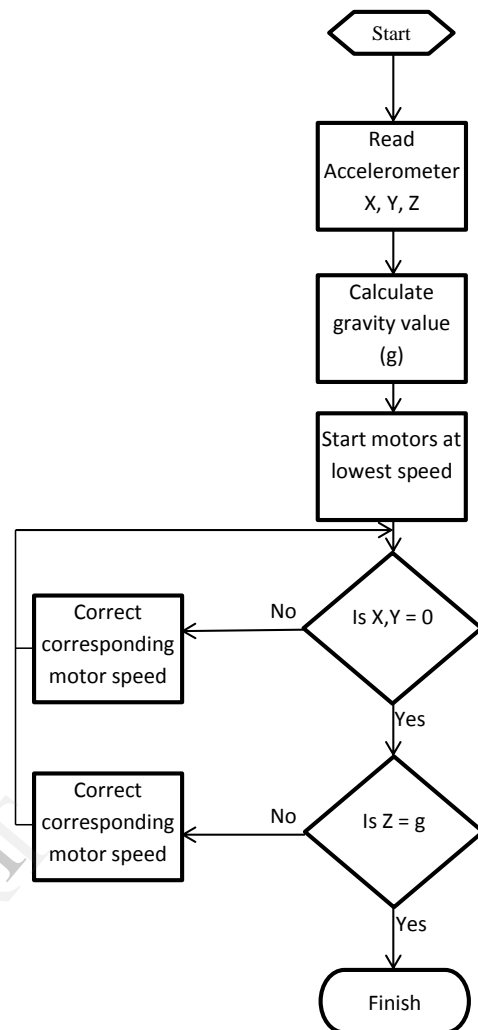 Start
Read
Accelerometer
X, Y, Z
Calculate
gravity value
(g)
Start motors at
lowest speed
Is X,Y = 0
No
Correct
corresponding
motor speed
Yes
Is Z = g
No
Correct
corresponding
motor speed
Yes
Finish